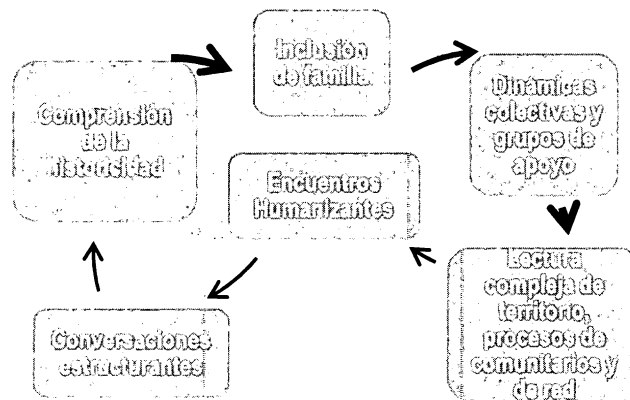 Inclusión
de familia
Dinámicas
colectivas y
grupos de
apoyo
Comprensión
de la
historicidad
Encuentros
Humanizantes
Lectura
compleja de
territorio,
procesos de
comunitarios y
de red
Conversaciones
estructurantes